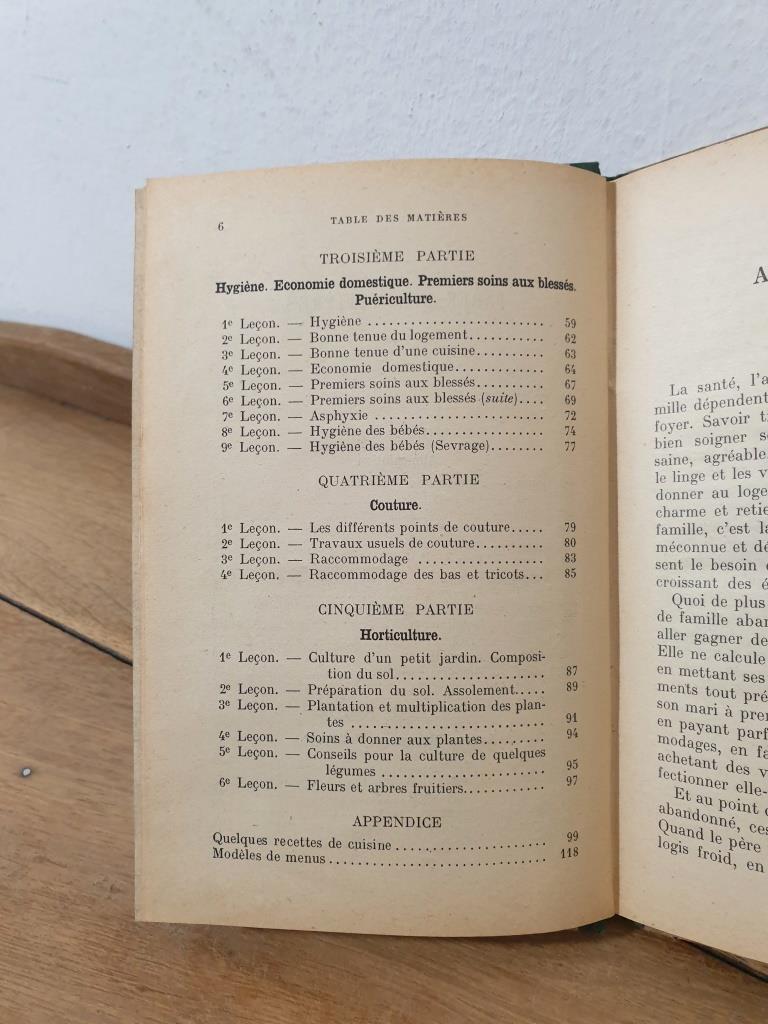 6
TABLE DES MATIÈRES
TROISIÈME PARTIE
Hygiène. Economie domestique. Premiers soins aux blessés.
Puériculture.
1e Leçon. — Hygiène ......................... 59
2e Leçon. — Bonne tenue du logement........... 62
3e Leçon. — Bonne tenue d'une cuisine.......... 63
4e Leçon. — Economie domestique............. 64
5e Leçon. — Premiers soins aux blessés.......... 67
6e Leçon. — Premiers soins aux blessés (suite).... 69
7e Leçon. — Asphyxie ........................ 72
8e Leçon. — Hygiène des bébés................. 74
9e Leçon. — Hygiène des bébés (Sevrage)........ 77
QUATRIÈME PARTIE
Couture.
1e Leçon. — Les différents points de couture..... 79
2e Leçon. — Travaux usuels de couture.......... 80
3e Leçon. — Raccommodage .................. 83
4e Leçon. — Raccommodage des bas et tricots... 85
CINQUIÈME PARTIE
Horticulture.
1e Leçon. — Culture d'un petit jardin. Composi-
tion du sol..................... 87
2e Leçon. — Préparation du sol. Assolement..... 89
3e Leçon. — Plantation et multiplication des plan-
tes ........................... 91
4e Leçon. — Soins à donner aux plantes......... 94
5e Leçon. — Conseils pour la culture de quelques
légumes ....................... 95
6e Leçon. — Fleurs et arbres fruitiers........... 97
APPENDICE
Quelques recettes de cuisine ..................... 99
Modèles de menus .............................. 118
A
La santé, l'a
mille dépendent
foyer. Savoir t
bien soigner s
saine, agréable,
le linge et les v
donner au loge
charme et retie
famille, c'est la
méconnue et dé
sent le besoin
croissant des é
Quoi de plus
de famille aban
aller gagner de
Elle ne calcule
en mettant ses
ments tout pré
son mari à prem
en payant parf
modages, en fa
achetant des v
fectionner elle-
Et au point
abandonné, ces
Quand le père
logis froid, en